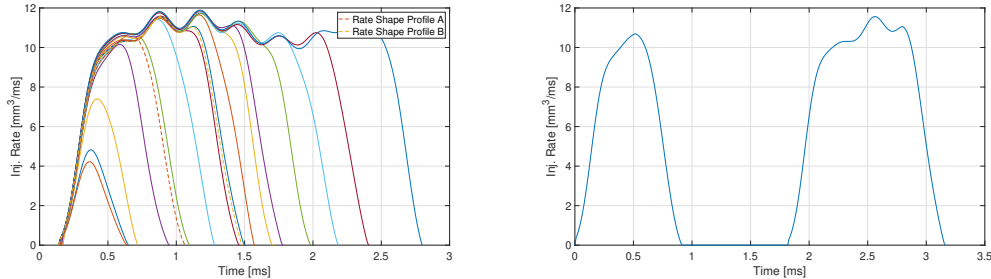 12
10
8
6
4
2
0
Inj. Rate [mm³/ms]
0 0.5 1 1.5 2 2.5 3
Time [ms]
Rate Shape Profile A
Rate Shape Profile B
12
10
8
6
4
2
0
Inj. Rate [mm³/ms]
0 0.5 1 1.5 2 2.5 3 3.5
Time [ms]